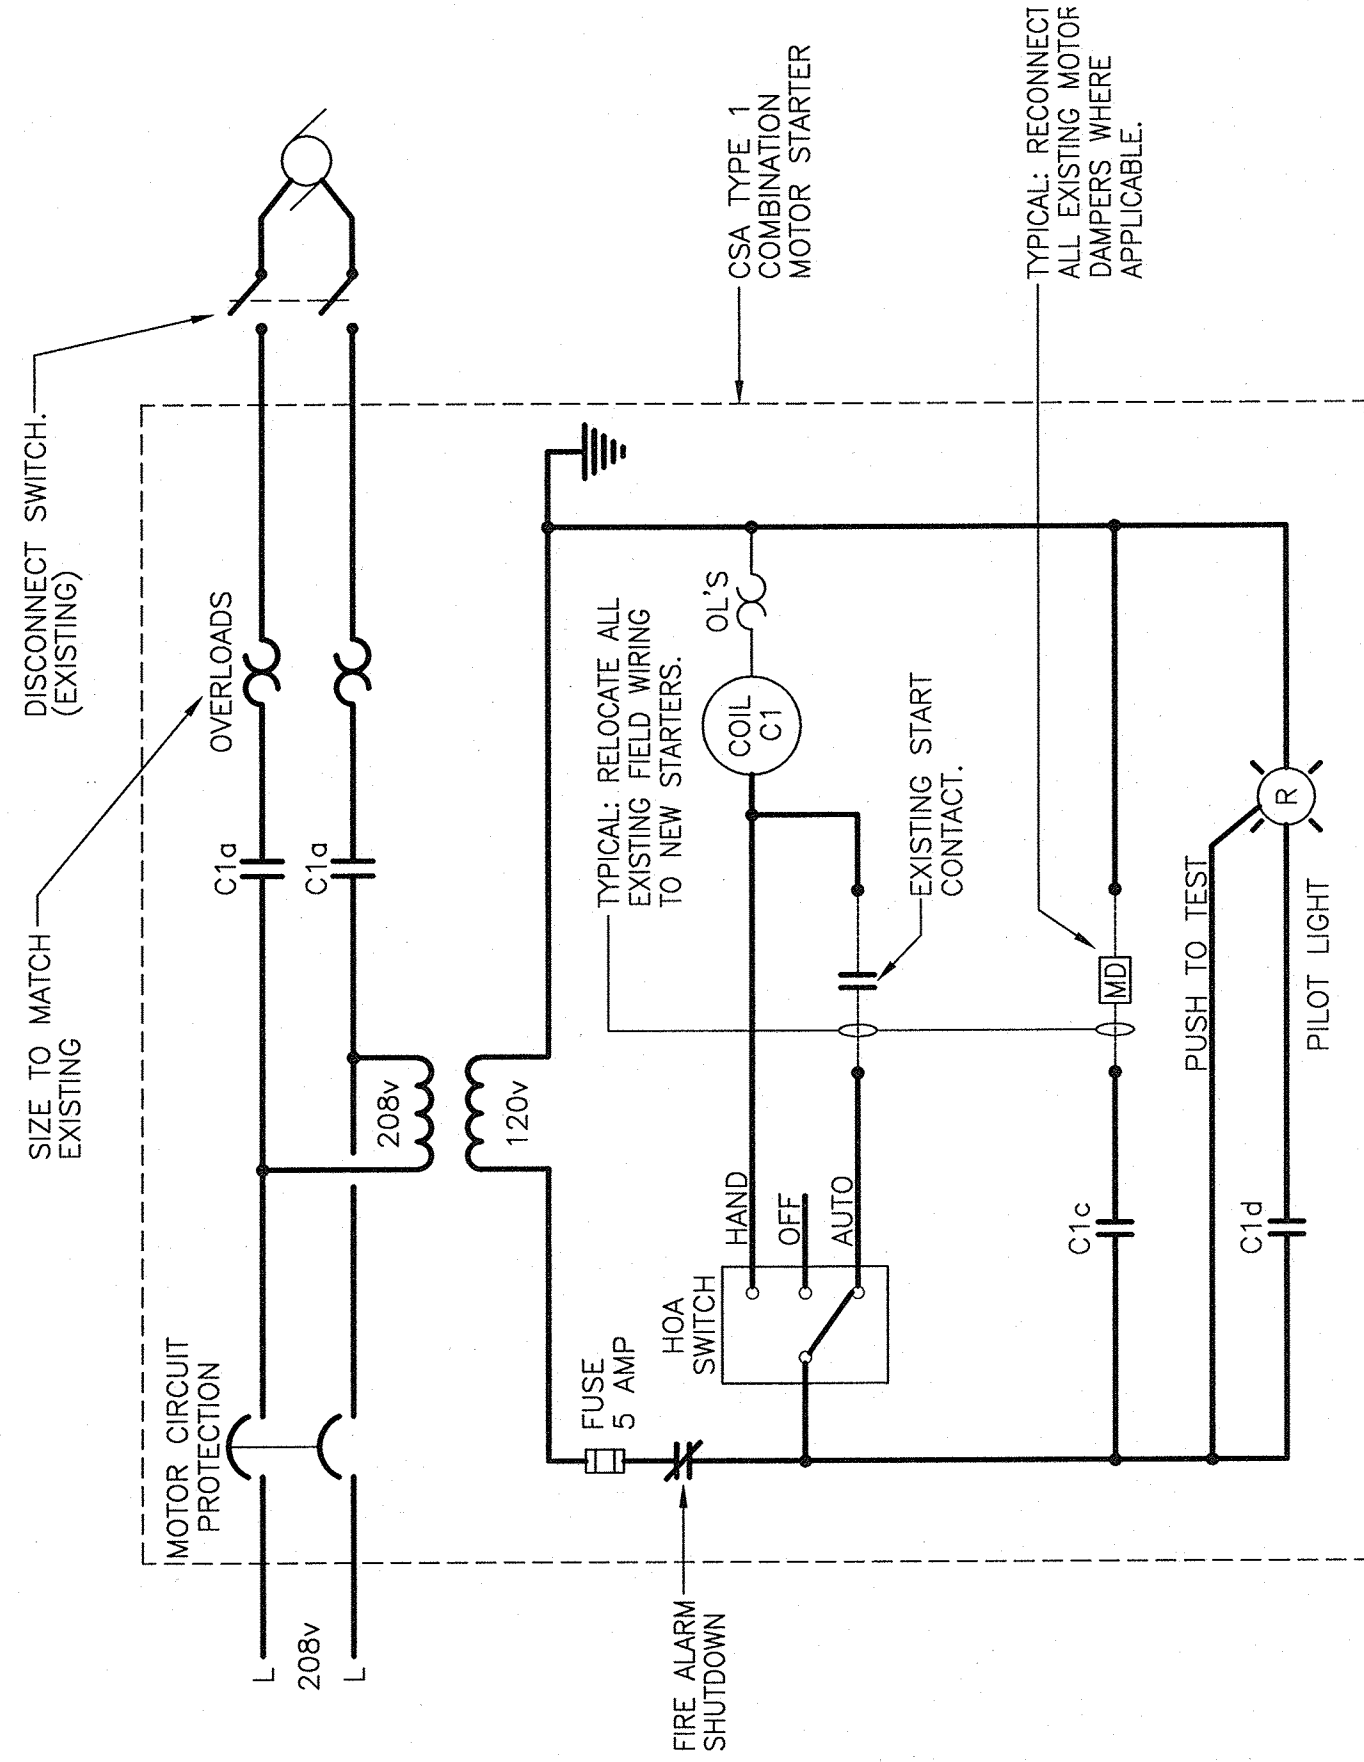 DISCONNECT SWITCH.
(EXISTING)
SIZE TO MATCH
EXISTING
MOTOR CIRCUIT
PROTECTION
L
208v
L
C1a
C1a
OVERLOADS
208v
120v
CSA TYPE 1
COMBINATION
MOTOR STARTER
FUSE
5 AMP
FIRE ALARM
SHUTDOWN
HOA
SWITCH
HAND
OFF
AUTO
TYPICAL: RELOCATE ALL
EXISTING FIELD WIRING
TO NEW STARTERS.
COIL
C1
OL'S
EXISTING START
CONTACT.
TYPICAL: RECONNECT
ALL EXISTING MOTOR
DAMPERS WHERE
APPLICABLE.
C1c
MD
PUSH TO TEST
C1d
R
PILOT LIGHT